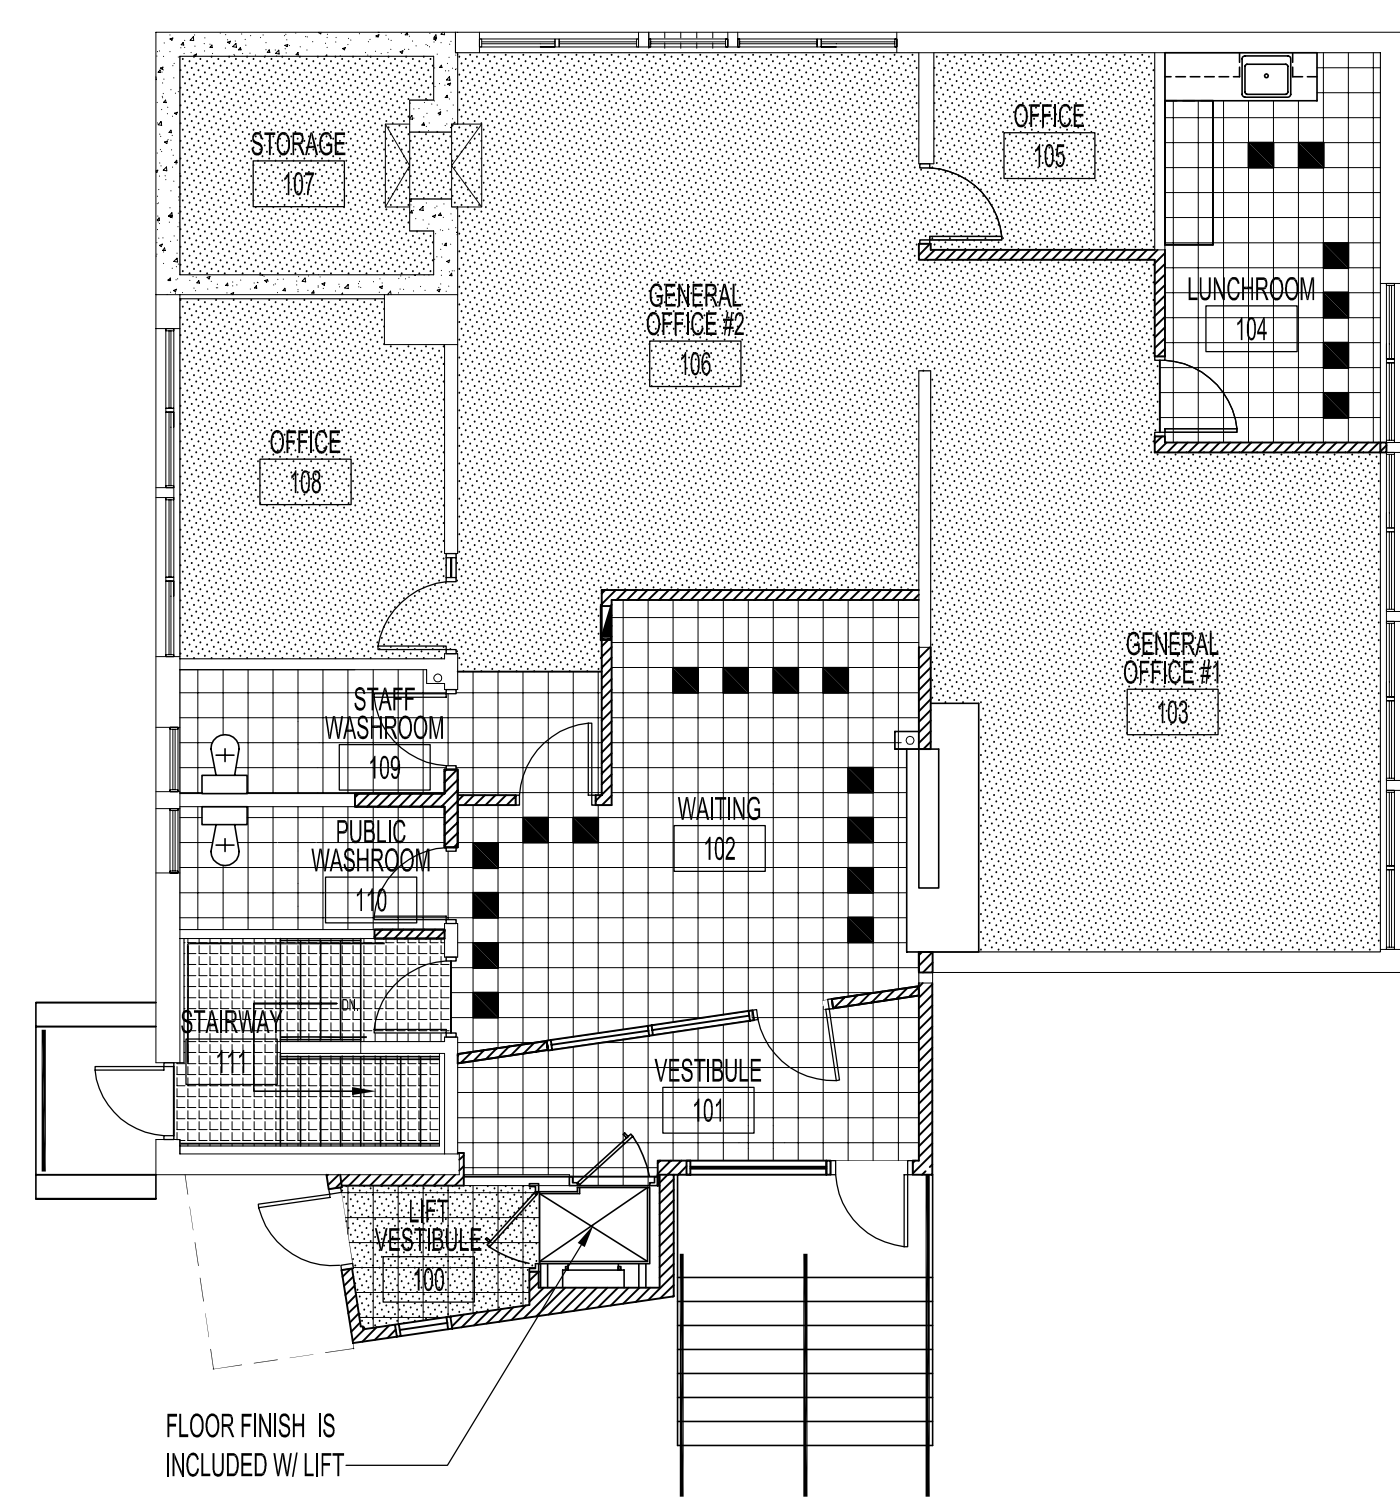 OFFICE
105
STORAGE
107
LUNCHROOM
104
GENERAL
OFFICE #2
106
OFFICE
108
GENERAL
OFFICE #1
103
STAFF
WASHROOM
109
WAITING
102
PUBLIC
WASHROOM
110
DN.
STAIRWAY
111
VESTIBULE
101
LIFT
VESTIBULE
100
FLOOR FINISH IS
INCLUDED W/ LIFT